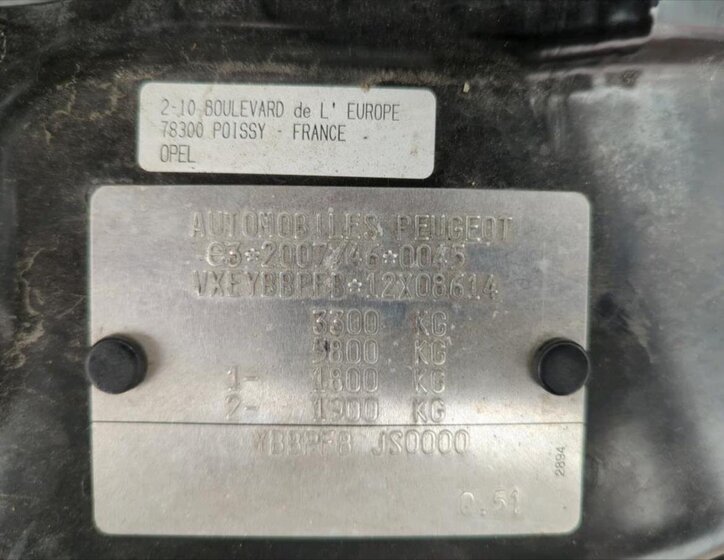 2-10 BOULEVARD de L' EUROPE
78300 POISSY - FRANCE
OPEL
AUTOMOBILES PEUGEOT
e3*2007/46*0045
VXEYBBPFB*12X08614
3300 KG
5800 KG
1- 1800 KG
2- 1900 KG
YBBPFB JS0000
2894
0.51